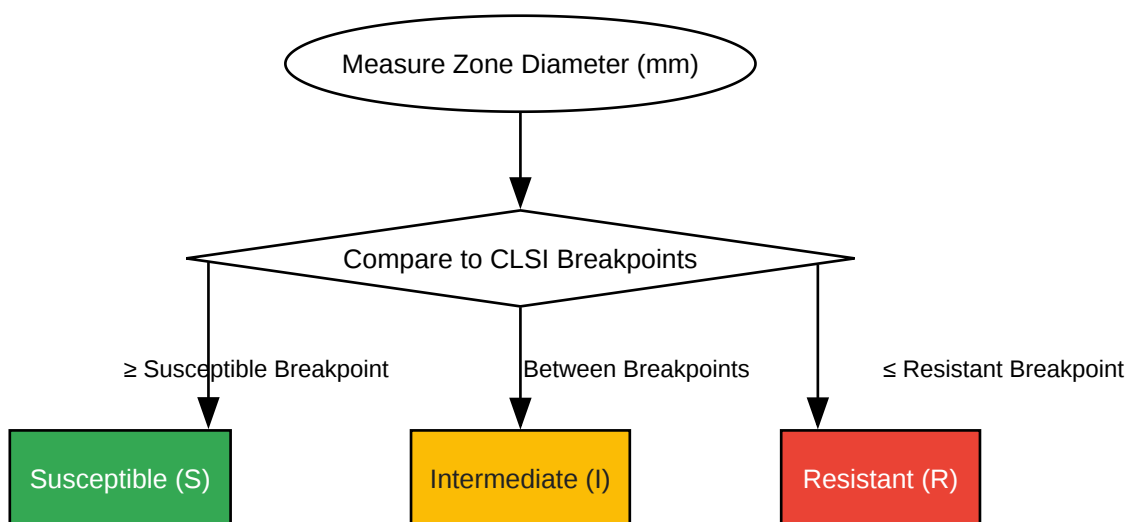 Measure Zone Diameter (mm)
Compare to CLSI Breakpoints
≥ Susceptible Breakpoint
Between Breakpoints
≤ Resistant Breakpoint
Susceptible (S)
Intermediate (I)
Resistant (R)